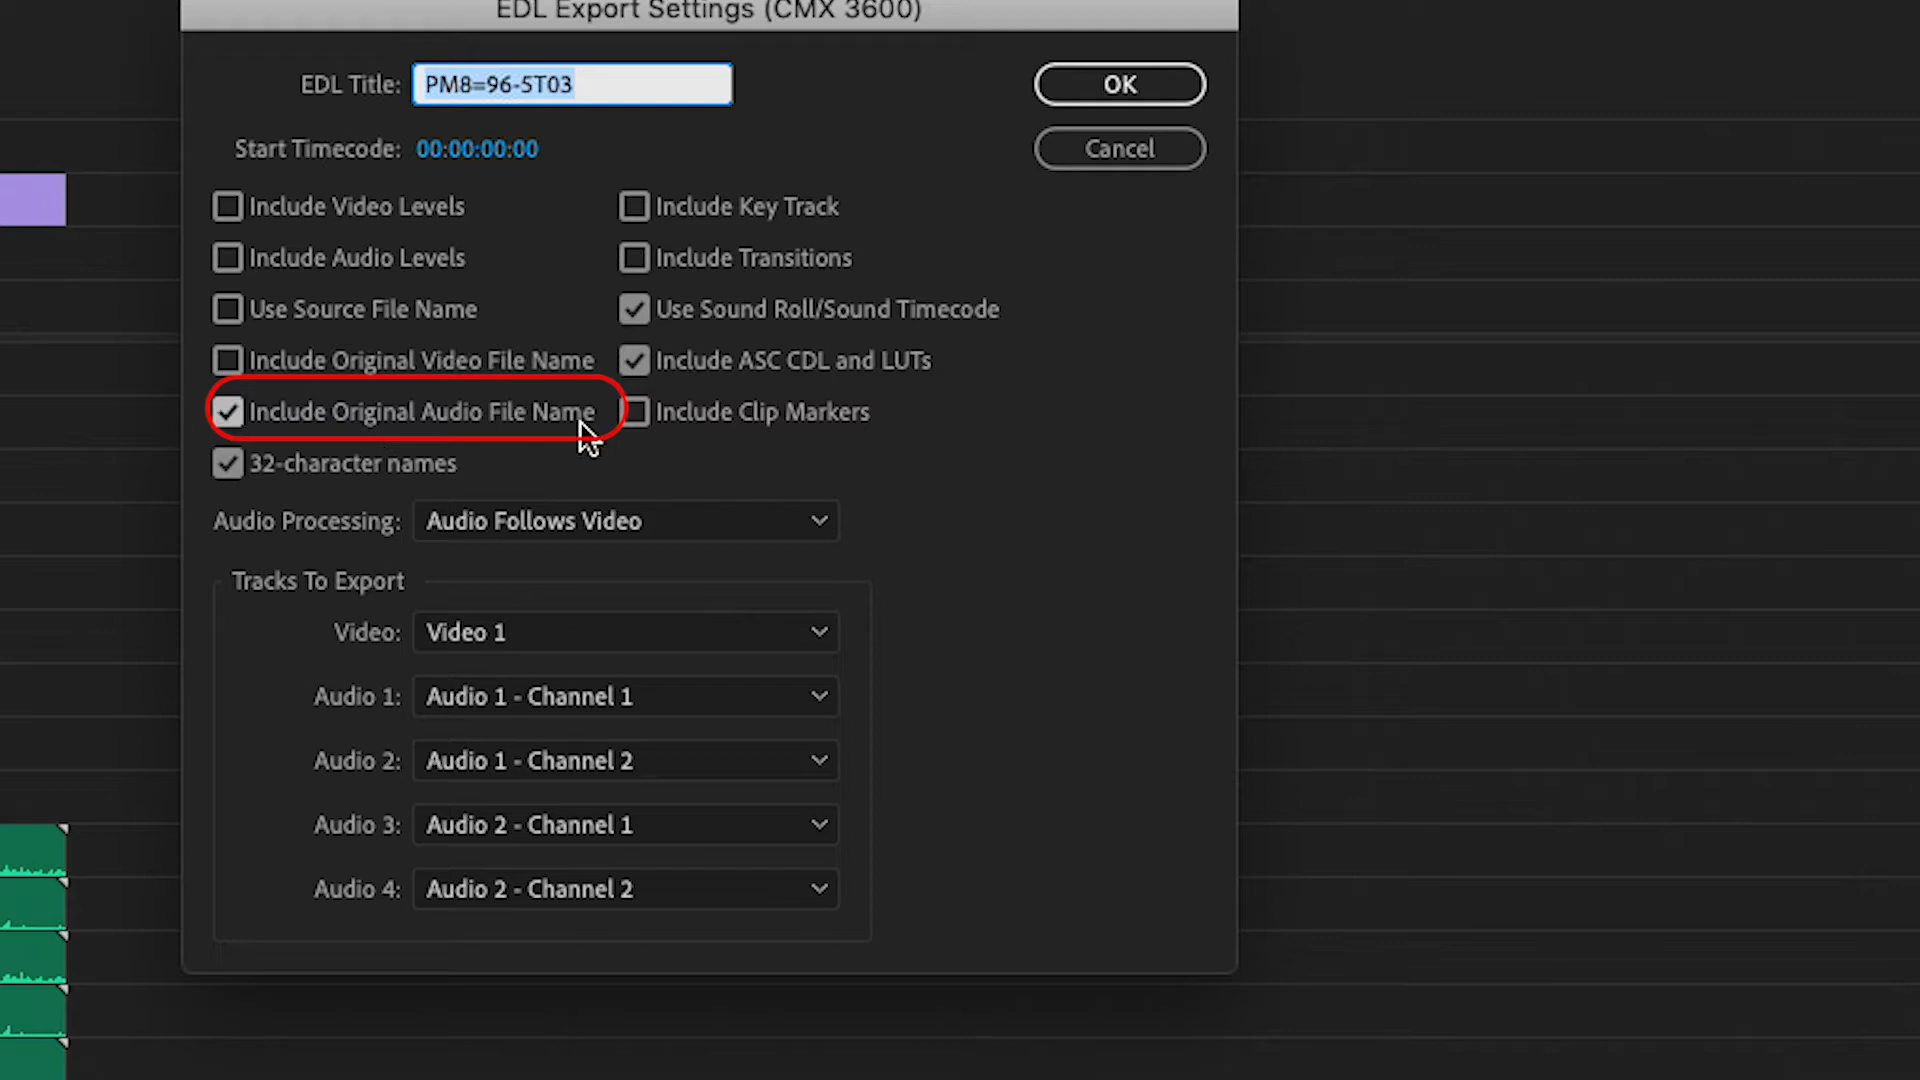 EDL Export Settings (CMX 3600)
EDL Title: PM8=96-5T03
OK
Start Timecode: 00:00:00:00
Cancel
Include Video Levels
Include Key Track
Include Audio Levels
Include Transitions
Use Source File Name
Use Sound Roll/Sound Timecode
Include Original Video File Name
Include ASC CDL and LUTs
Include Original Audio File Name
Include Clip Markers
32-character names
Audio Processing: Audio Follows Video
Tracks To Export
Video: Video 1
Audio 1: Audio 1 - Channel 1
Audio 2: Audio 1 - Channel 2
Audio 3: Audio 2 - Channel 1
Audio 4: Audio 2 - Channel 2